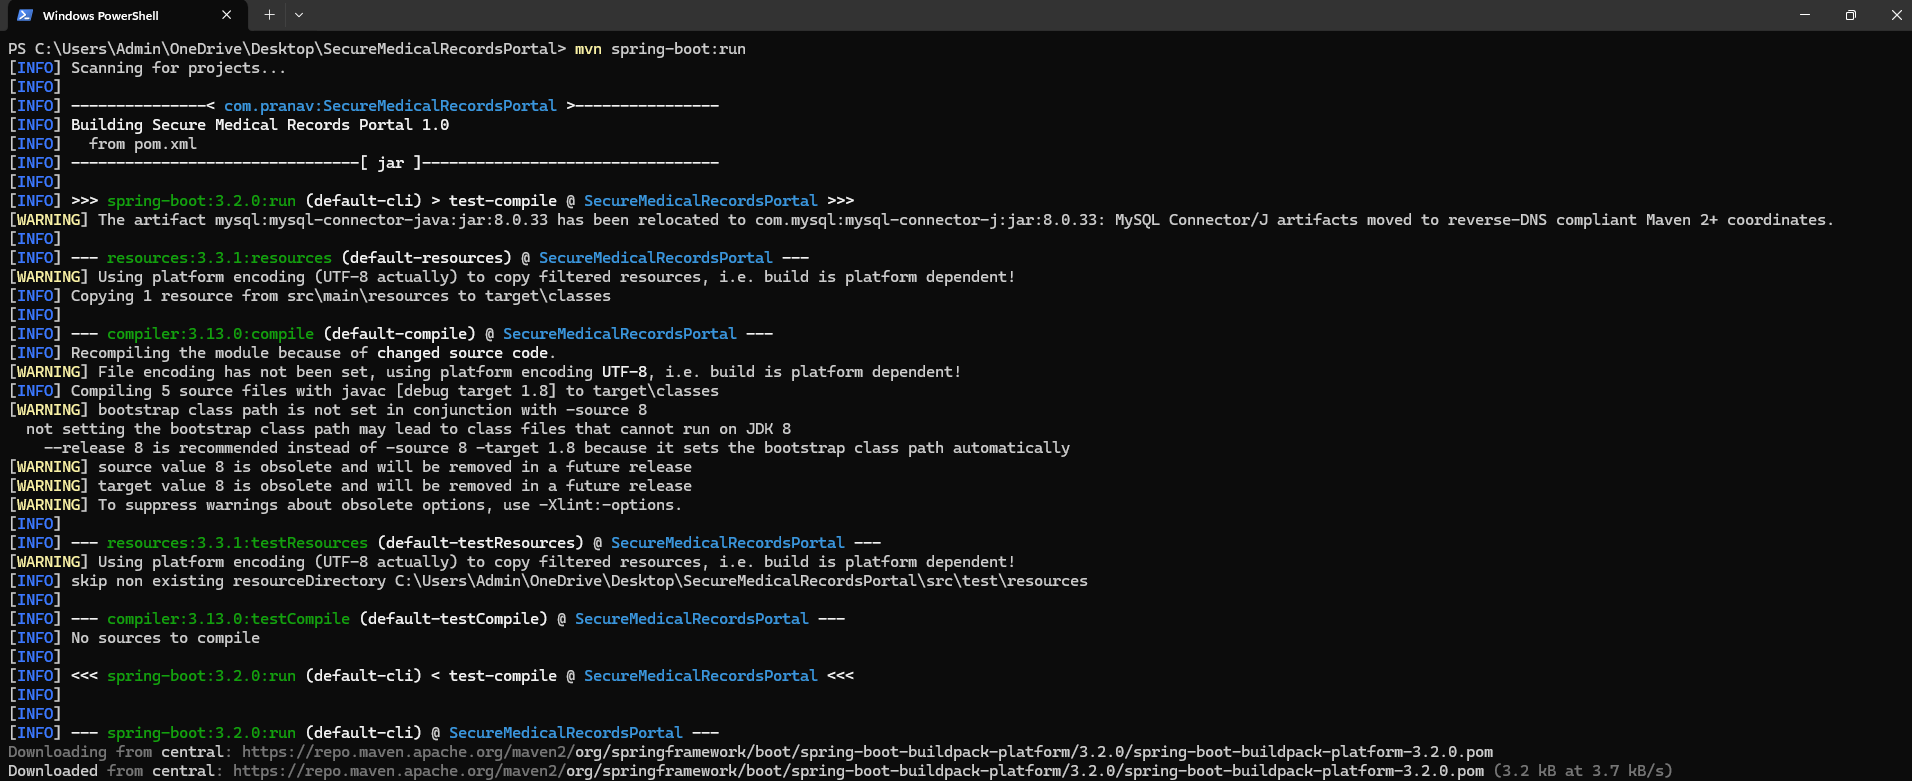 Windows PowerShell
PS C:\Users\Admin\OneDrive\Desktop\SecureMedicalRecordsPortal> mvn spring-boot:run
[INFO] Scanning for projects...
[INFO]
[INFO] ---------------< com.pranav:SecureMedicalRecordsPortal >----------------
[INFO] Building Secure Medical Records Portal 1.0
[INFO]   from pom.xml
[INFO] --------------------------------[ jar ]---------------------------------
[INFO]
[INFO] >>> spring-boot:3.2.0:run (default-cli) > test-compile @ SecureMedicalRecordsPortal >>>
[WARNING] The artifact mysql:mysql-connector-java:jar:8.0.33 has been relocated to com.mysql:mysql-connector-j:jar:8.0.33: MySQL Connector/J artifacts moved to reverse-DNS compliant Maven 2+ coordinates.
[INFO]
[INFO] --- resources:3.3.1:resources (default-resources) @ SecureMedicalRecordsPortal ---
[WARNING] Using platform encoding (UTF-8 actually) to copy filtered resources, i.e. build is platform dependent!
[INFO] Copying 1 resource from src\main\resources to target\classes
[INFO]
[INFO] --- compiler:3.13.0:compile (default-compile) @ SecureMedicalRecordsPortal ---
[INFO] Recompiling the module because of changed source code.
[WARNING] File encoding has not been set, using platform encoding UTF-8, i.e. build is platform dependent!
[INFO] Compiling 5 source files with javac [debug target 1.8] to target\classes
[WARNING] bootstrap class path is not set in conjunction with -source 8
  not setting the bootstrap class path may lead to class files that cannot run on JDK 8
    --release 8 is recommended instead of -source 8 -target 1.8 because it sets the bootstrap class path automatically
[WARNING] source value 8 is obsolete and will be removed in a future release
[WARNING] target value 8 is obsolete and will be removed in a future release
[WARNING] To suppress warnings about obsolete options, use -Xlint:-options.
[INFO]
[INFO] --- resources:3.3.1:testResources (default-testResources) @ SecureMedicalRecordsPortal ---
[WARNING] Using platform encoding (UTF-8 actually) to copy filtered resources, i.e. build is platform dependent!
[INFO] skip non existing resourceDirectory C:\Users\Admin\OneDrive\Desktop\SecureMedicalRecordsPortal\src\test\resources
[INFO]
[INFO] --- compiler:3.13.0:testCompile (default-testCompile) @ SecureMedicalRecordsPortal ---
[INFO] No sources to compile
[INFO]
[INFO] <<< spring-boot:3.2.0:run (default-cli) < test-compile @ SecureMedicalRecordsPortal <<<
[INFO]
[INFO]
[INFO] --- spring-boot:3.2.0:run (default-cli) @ SecureMedicalRecordsPortal ---
Downloading from central: https://repo.maven.apache.org/maven2/org/springframework/boot/spring-boot-buildpack-platform/3.2.0/spring-boot-buildpack-platform-3.2.0.pom
Downloaded from central: https://repo.maven.apache.org/maven2/org/springframework/boot/spring-boot-buildpack-platform/3.2.0/spring-boot-buildpack-platform-3.2.0.pom (3.2 kB at 3.7 kB/s)